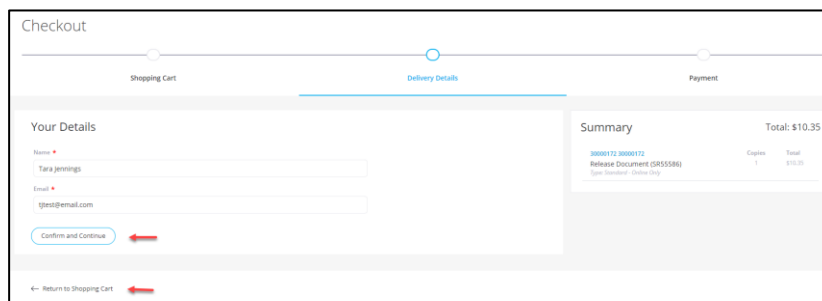 Checkout
Shopping Cart
Delivery Details
Payment
Your Details
Name *
Tara Jennings
Email *
tjtest@email.com
Confirm and Continue
← Return to Shopping Cart
Summary Total: $10.35
38000172 38000172 Copies Total
Release Document (SR55586) 1 $10.35
Type: Standard - Online Only